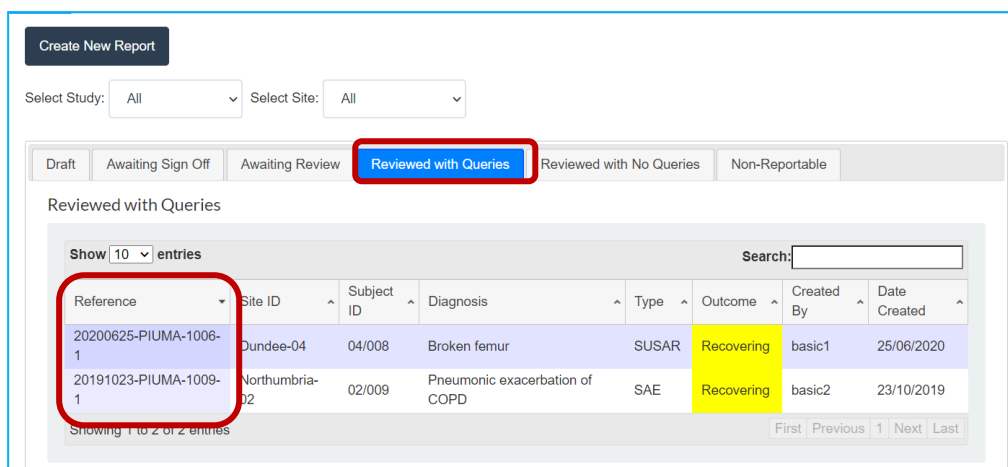 Create New Report
Select Study: All Select Site: All
Draft Awaiting Sign Off Awaiting Review Reviewed with Queries Reviewed with No Queries Non-Reportable
Reviewed with Queries
Show 10 entries Search:
Reference Site ID Subject ID Diagnosis Type Outcome Created By Date Created
20200625-PIUMA-1006-1 Dundee-04 04/008 Broken femur SUSAR Recovering basic1 25/06/2020
20191023-PIUMA-1009-1 Northumbria-02 02/009 Pneumonic exacerbation of COPD SAE Recovering basic2 23/10/2019
Showing 1 to 2 of 2 entries First Previous 1 Next Last